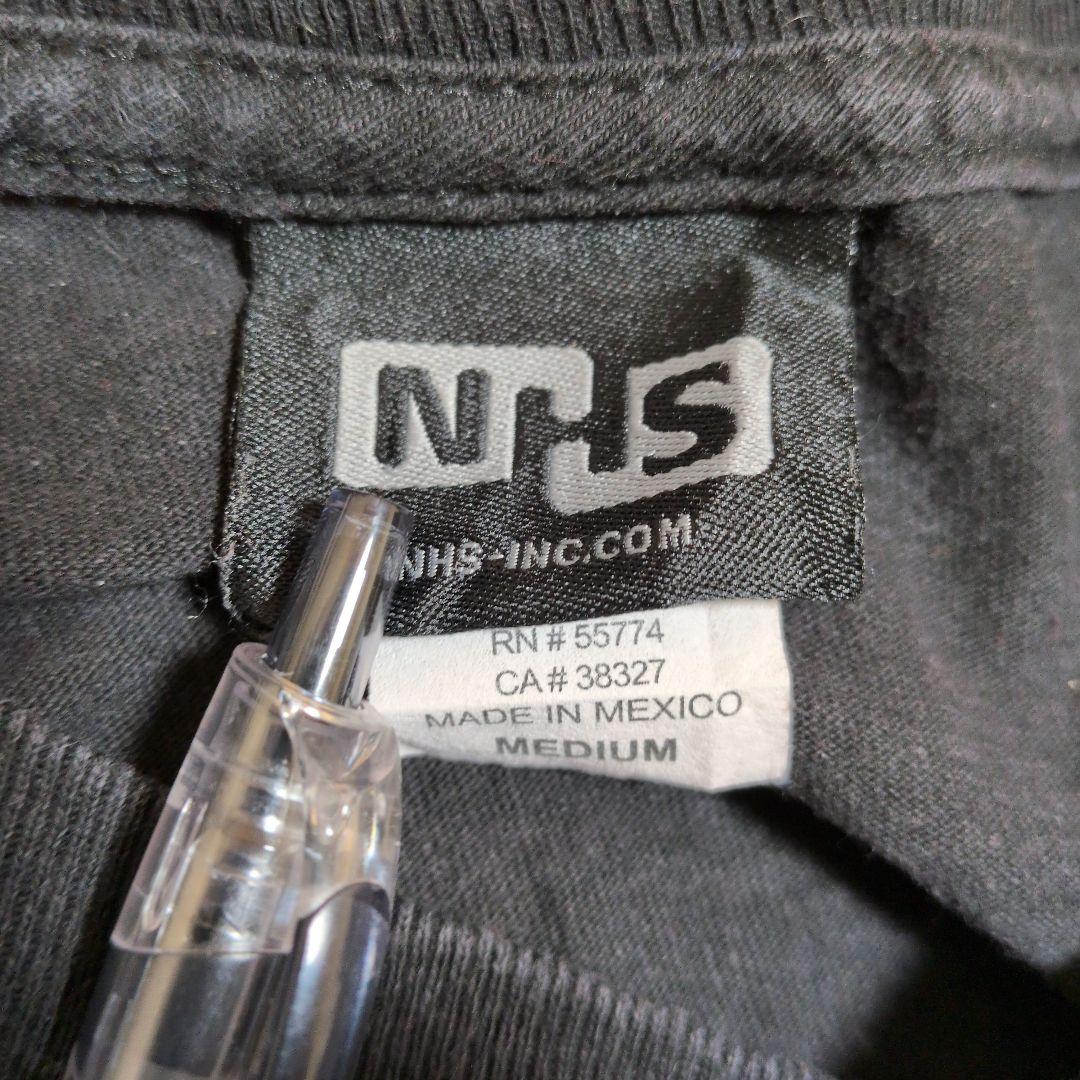 NHS
NHS-INC.COM
RN # 55774
CA # 38327
MADE IN MEXICO
MEDIUM